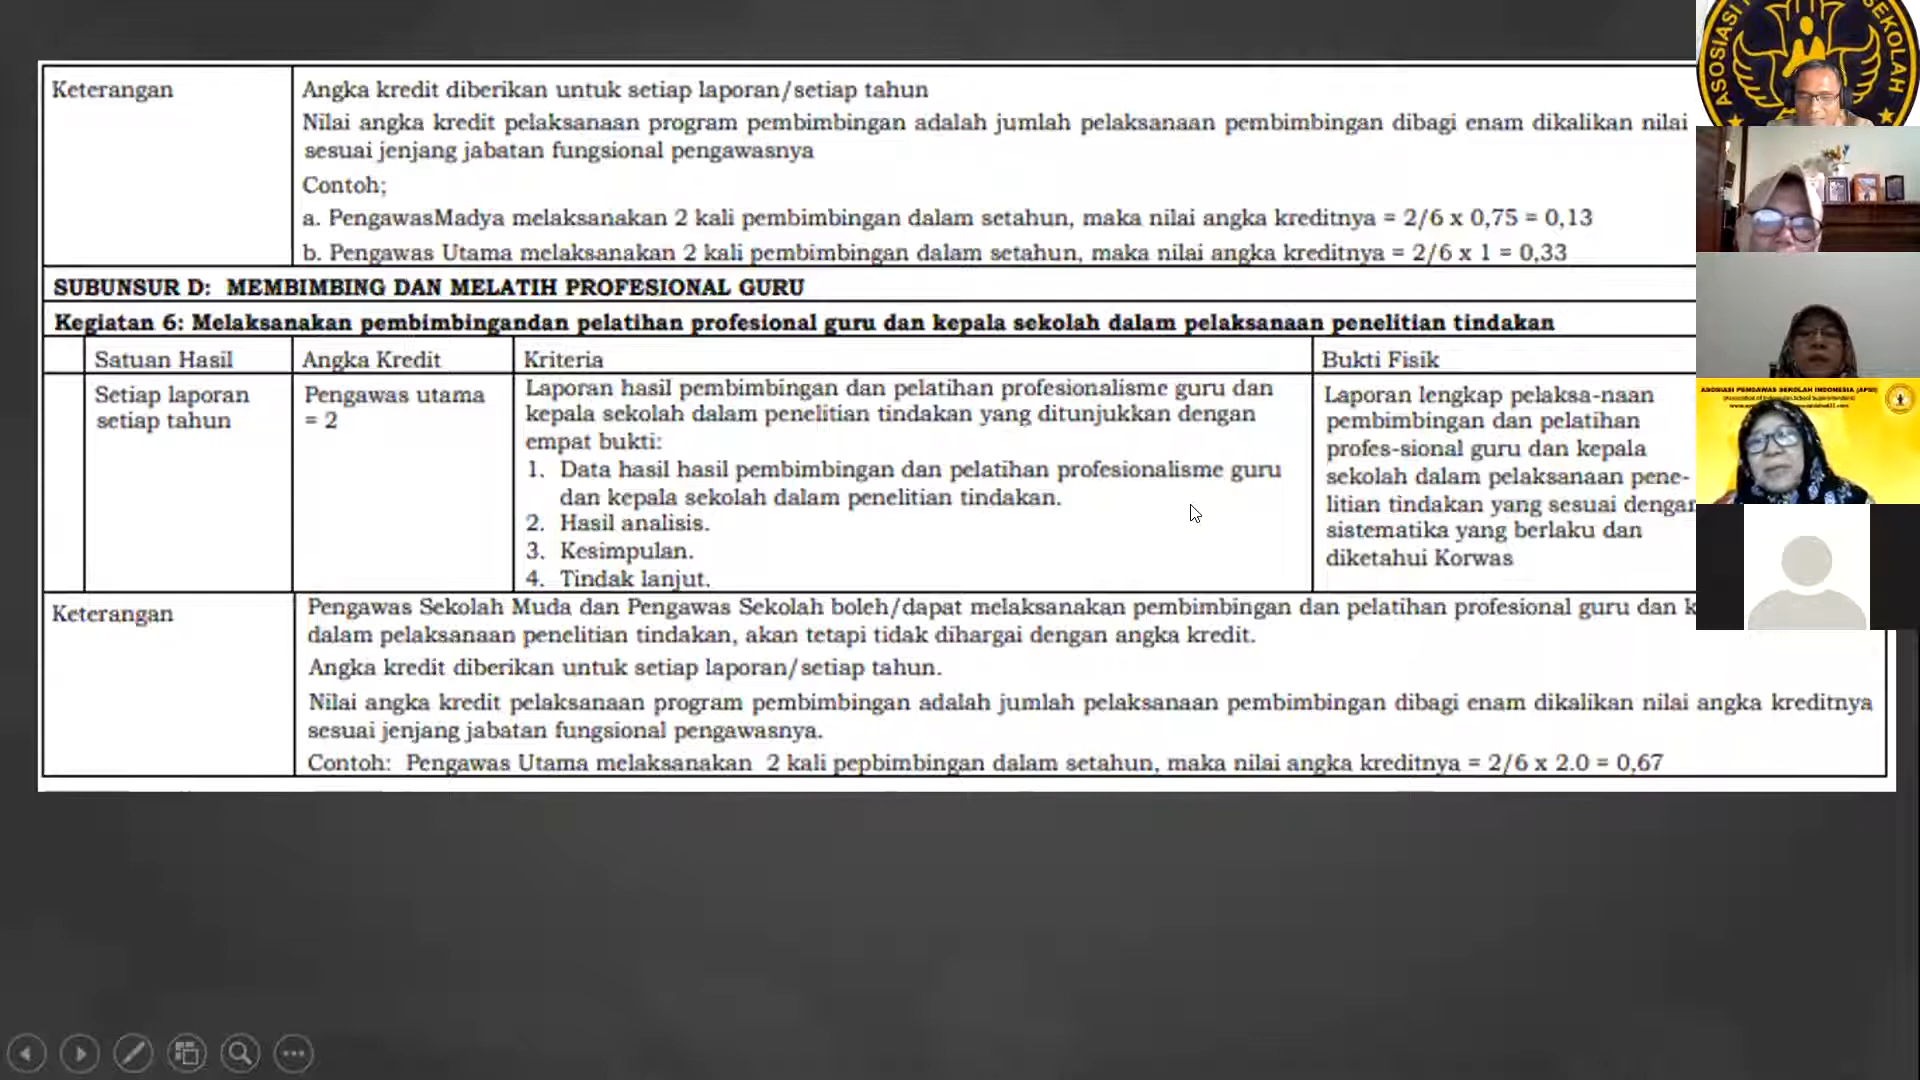 Keterangan
Angka kredit diberikan untuk setiap laporan/setiap tahun
Nilai angka kredit pelaksanaan program pembimbingan adalah jumlah pelaksanaan pembimbingan dibagi enam dikalikan nilai
sesuai jenjang jabatan fungsional pengawasnya
Contoh;
a. PengawasMadya melaksanakan 2 kali pembimbingan dalam setahun, maka nilai angka kreditnya = 2/6 x 0,75 = 0,13
b. Pengawas Utama melaksanakan 2 kali pembimbingan dalam setahun, maka nilai angka kreditnya = 2/6 x 1 = 0,33
SUBUNSUR D: MEMBIMBING DAN MELATIH PROFESIONAL GURU
Kegiatan 6: Melaksanakan pembimbingandan pelatihan profesional guru dan kepala sekolah dalam pelaksanaan penelitian tindakan
Satuan Hasil
Angka Kredit
Kriteria
Bukti Fisik
Setiap laporan
setiap tahun
Pengawas utama
= 2
Laporan hasil pembimbingan dan pelatihan profesionalisme guru dan
kepala sekolah dalam penelitian tindakan yang ditunjukkan dengan
empat bukti:
1. Data hasil hasil pembimbingan dan pelatihan profesionalisme guru
dan kepala sekolah dalam penelitian tindakan.
2. Hasil analisis.
3. Kesimpulan.
4. Tindak lanjut.
Laporan lengkap pelaksa-naan
pembimbingan dan pelatihan
profes-sional guru dan kepala
sekolah dalam pelaksanaan pene-
litian tindakan yang sesuai dengan
sistematika yang berlaku dan
diketahui Korwas
Keterangan
Pengawas Sekolah Muda dan Pengawas Sekolah boleh/dapat melaksanakan pembimbingan dan pelatihan profesional guru dan k
dalam pelaksanaan penelitian tindakan, akan tetapi tidak dihargai dengan angka kredit.
Angka kredit diberikan untuk setiap laporan/setiap tahun.
Nilai angka kredit pelaksanaan program pembimbingan adalah jumlah pelaksanaan pembimbingan dibagi enam dikalikan nilai angka kreditnya
sesuai jenjang jabatan fungsional pengawasnya.
Contoh: Pengawas Utama melaksanakan 2 kali pepbimbingan dalam setahun, maka nilai angka kreditnya = 2/6 x 2.0 = 0,67
ASOSIASI
SEKOLAH
ASOSIASI PENGAWAS SEKOLAH INDONESIA (APSI)